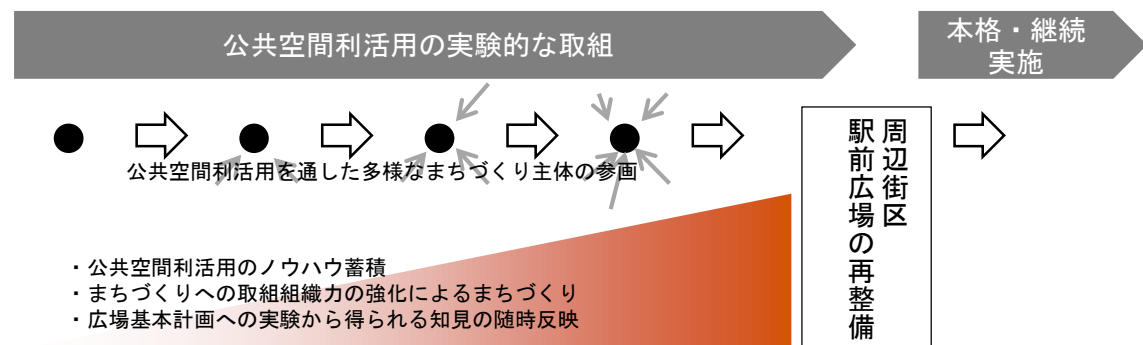 公共空間利活用の実験的な取組
本格・継続
実施
公共空間利活用を通した多様なまちづくり主体の参画
周辺街区
駅前広場の再整備
・公共空間利活用のノウハウ蓄積
・まちづくりへの取組組織力の強化によるまちづくり
・広場基本計画への実験から得られる知見の随時反映